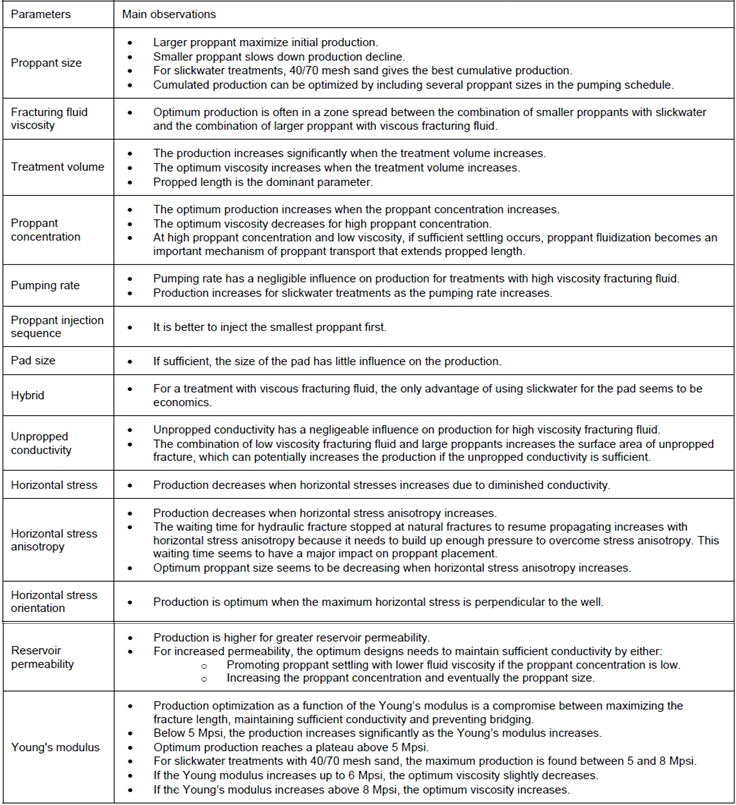 Parameters Main observations
Proppant size
• Larger proppant maximize initial production.
• Smaller proppant slows down production decline.
• For slickwater treatments, 40/70 mesh sand gives the best cumulative production.
• Cumulated production can be optimized by including several proppant sizes in the pumping schedule.
Fracturing fluid
viscosity
• Optimum production is often in a zone spread between the combination of smaller proppants with slickwater
and the combination of larger proppant with viscous fracturing fluid.
Treatment volume
• The production increases significantly when the treatment volume increases.
• The optimum viscosity increases when the treatment volume increases.
• Propped length is the dominant parameter.
Proppant
concentration
• The optimum production increases when the proppant concentration increases.
• The optimum viscosity decreases for high proppant concentration.
• At high proppant concentration and low viscosity, if sufficient settling occurs, proppant fluidization becomes an
important mechanism of proppant transport that extends propped length.
Pumping rate
• Pumping rate has a negligible influence on production for treatments with high viscosity fracturing fluid.
• Production increases for slickwater treatments as the pumping rate increases.
Proppant injection
sequence
• It is better to inject the smallest proppant first.
Pad size
• If sufficient, the size of the pad has little influence on the production.
Hybrid
• For a treatment with viscous fracturing fluid, the only advantage of using slickwater for the pad seems to be
economics.
Unpropped
conductivity
• Unpropped conductivity has a negligeable influence on production for high viscosity fracturing fluid.
• The combination of low viscosity fracturing fluid and large proppants increases the surface area of unpropped
fracture, which can potentially increases the production if the unpropped conductivity is sufficient.
Horizontal stress
• Production decreases when horizontal stresses increases due to diminished conductivity.
Horizontal stress
anisotropy
• Production decreases when horizontal stress anisotropy increases.
• The waiting time for hydraulic fracture stopped at natural fractures to resume propagating increases with
horizontal stress anisotropy because it needs to build up enough pressure to overcome stress anisotropy. This
waiting time seems to have a major impact on proppant placement.
• Optimum proppant size seems to be decreasing when horizontal stress anisotropy increases.
Horizontal stress
orientation
• Production is optimum when the maximum horizontal stress is perpendicular to the well.
Reservoir
permeability
• Production is higher for greater reservoir permeability.
• For increased permeability, the optimum designs needs to maintain sufficient conductivity by either:
o Promoting proppant settling with lower fluid viscosity if the proppant concentration is low.
o Increasing the proppant concentration and eventually the proppant size.
Young's modulus
• Production optimization as a function of the Young's modulus is a compromise between maximizing the
fracture length, maintaining sufficient conductivity and preventing bridging.
• Below 5 Mpsi, the production increases significantly as the Young's modulus increases.
• Optimum production reaches a plateau above 5 Mpsi.
• For slickwater treatments with 40/70 mesh sand, the maximum production is found between 5 and 8 Mpsi.
• If the Young modulus increases up to 6 Mpsi, the optimum viscosity slightly decreases.
• If the Young's modulus increases above 8 Mpsi, the optimum viscosity increases.